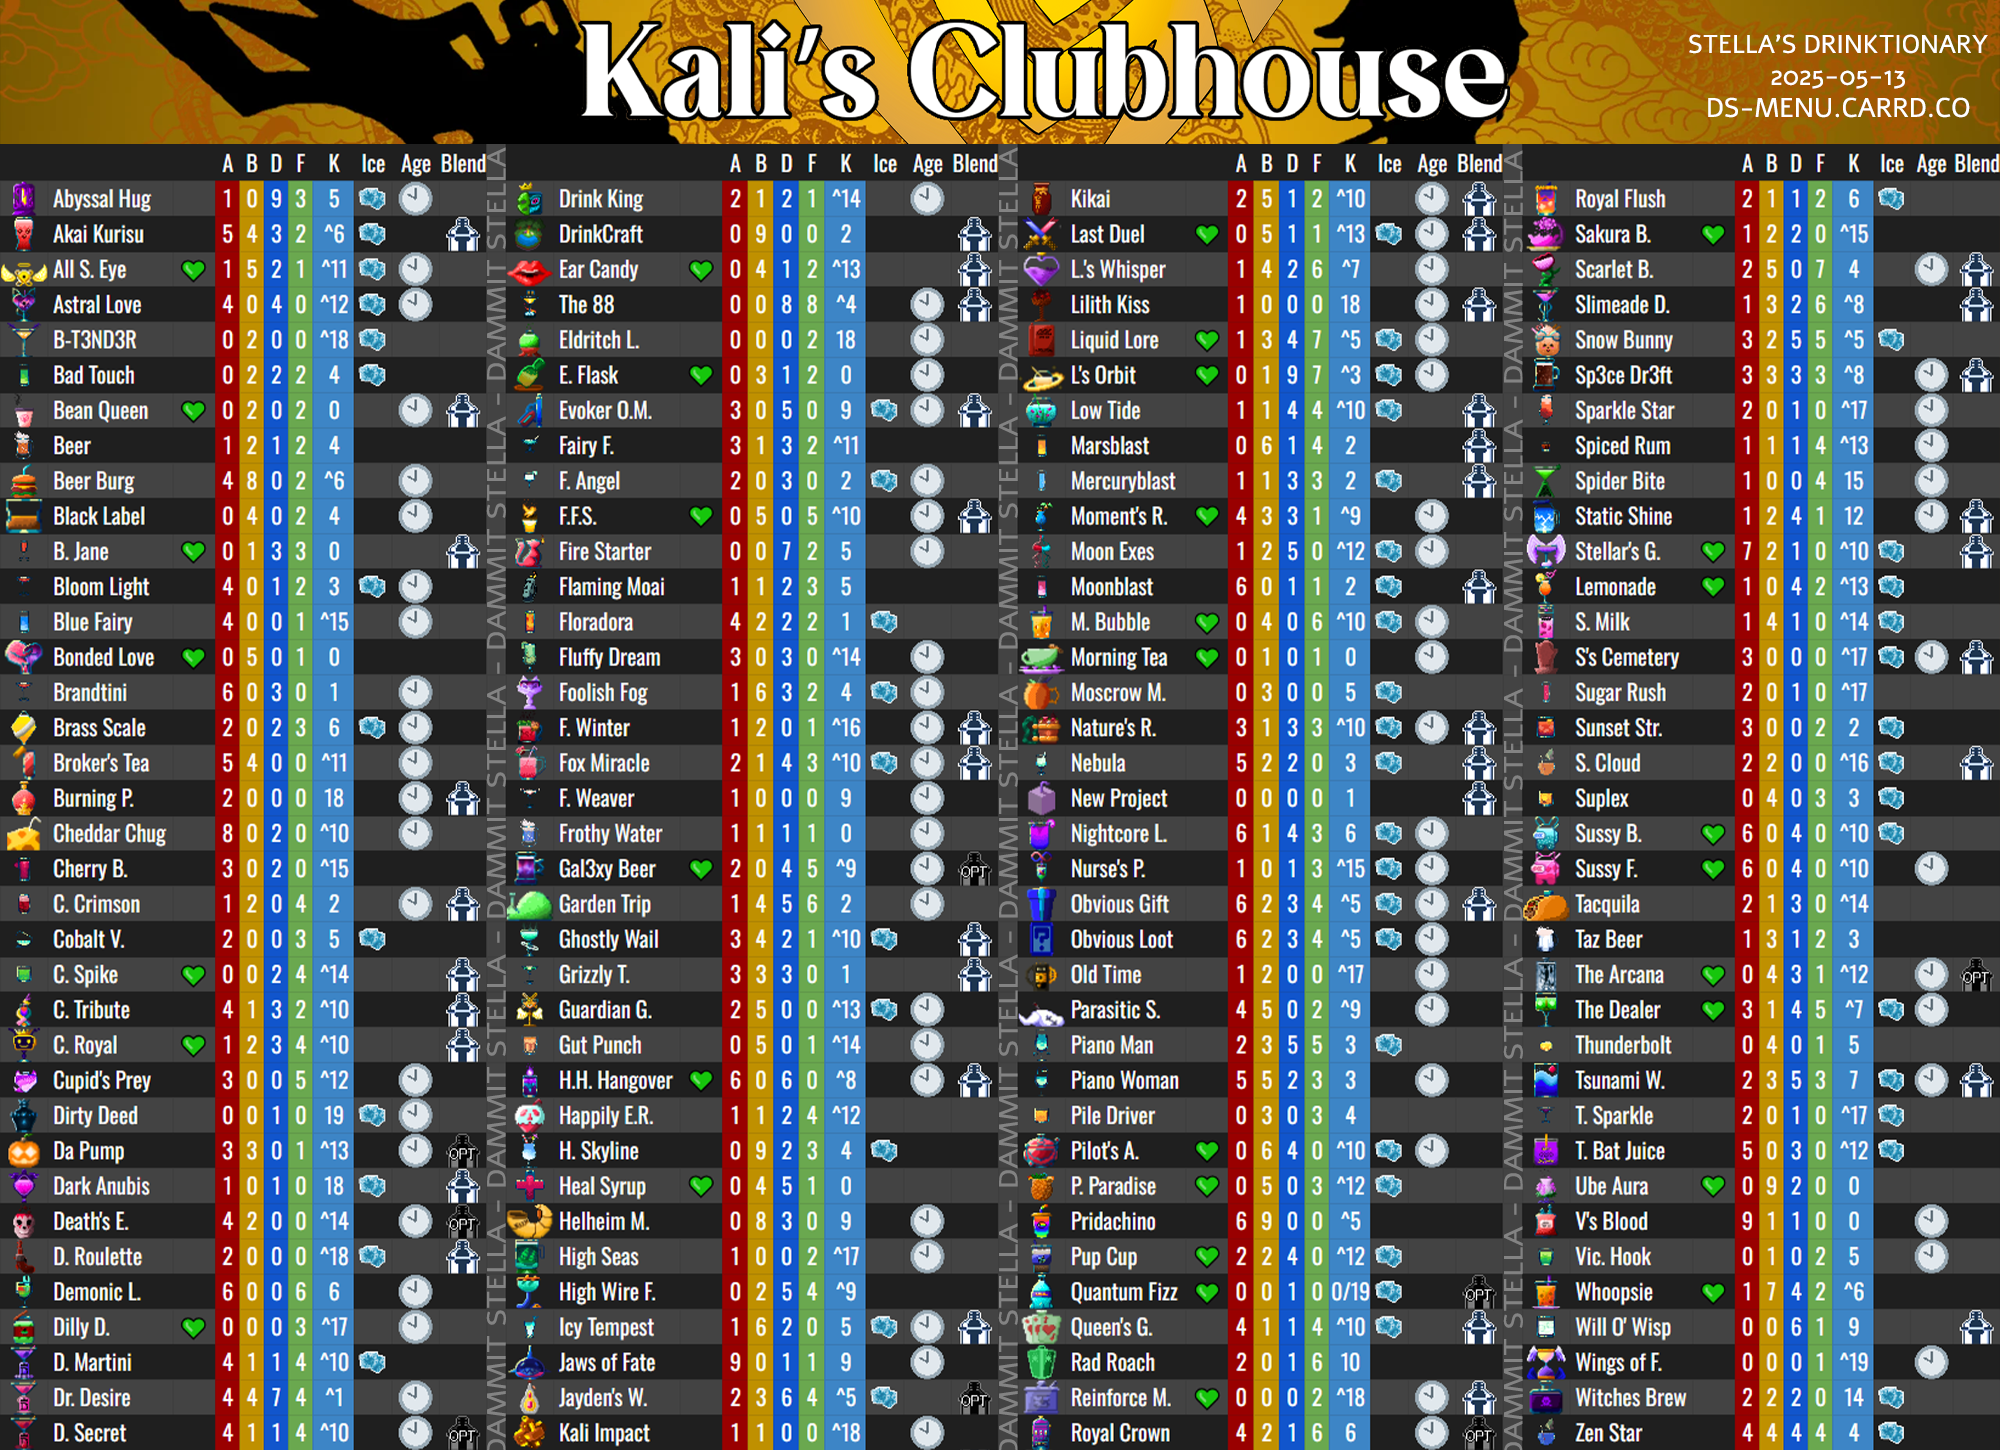 Kali's Clubhouse
STELLA'S DRINKTIONARY
2025-05-13
DS-MENU.CARRD.CO
A B D F K Ice Age Blend
Abyssal Hug 1 0 9 3 5
Akai Kurisu 5 4 3 2 ^6
All S. Eye 1 5 2 1 ^11
Astral Love 4 0 4 0 ^12
B-T3ND3R 0 2 0 0 ^18
Bad Touch 0 2 2 2 4
Bean Queen 0 2 0 2 0
Beer 1 2 1 2 4
Beer Burg 4 8 0 2 ^6
Black Label 0 4 0 2 4
B. Jane 0 1 3 3 0
Bloom Light 4 0 1 2 3
Blue Fairy 4 0 0 1 ^15
Bonded Love 0 5 0 1 0
Brandtini 6 0 3 0 1
Brass Scale 2 0 2 3 6
Broker's Tea 5 4 0 0 ^11
Burning P. 2 0 0 0 18
Cheddar Chug 8 0 2 0 ^10
Cherry B. 3 0 2 0 ^15
C. Crimson 1 2 0 4 2
Cobalt V. 2 0 0 3 5
C. Spike 0 0 2 4 ^14
C. Tribute 4 1 3 2 ^10
C. Royal 1 2 3 4 ^10
Cupid's Prey 3 0 0 5 ^12
Dirty Deed 0 0 1 0 19
Da Pump 3 3 0 1 ^13 OPT
Dark Anubis 1 0 1 0 18
Death's E. 4 2 0 0 ^14 OPT
D. Roulette 2 0 0 0 ^18
Demonic L. 6 0 0 6 6
Dilly D. 0 0 0 3 ^17
D. Martini 4 1 1 4 ^10
Dr. Desire 4 4 7 4 ^1
D. Secret 4 1 1 4 ^10 OPT
DAMMIT STELLA - DAMMIT STELLA - DAMMIT STELLA - DAMMIT STELLA
A B D F K Ice Age Blend
Drink King 2 1 2 1 ^14
DrinkCraft 0 9 0 0 2
Ear Candy 0 4 1 2 ^13
The 88 0 0 8 8 ^4
Eldritch L. 0 0 0 2 18
E. Flask 0 3 1 2 0
Evoker O.M. 3 0 5 0 9
Fairy F. 3 1 3 2 ^11
F. Angel 2 0 3 0 2
F.F.S. 0 5 0 5 ^10
Fire Starter 0 0 7 2 5
Flaming Moai 1 1 2 3 5
Floradora 4 2 2 2 1
Fluffy Dream 3 0 3 0 ^14
Foolish Fog 1 6 3 2 4
F. Winter 1 2 0 1 ^16
Fox Miracle 2 1 4 3 ^10
F. Weaver 1 0 0 0 9
Frothy Water 1 1 1 1 0
Gal3xy Beer 2 0 4 5 ^9 OPT
Garden Trip 1 4 5 6 2
Ghostly Wail 3 4 2 1 ^10
Grizzly T. 3 3 3 0 1
Guardian G. 2 5 0 0 ^13
Gut Punch 0 5 0 1 ^14
H.H. Hangover 6 0 6 0 ^8
Happily E.R. 1 1 2 4 ^12
H. Skyline 0 9 2 3 4
Heal Syrup 0 4 5 1 0
Helheim M. 0 8 3 0 9
High Seas 1 0 0 2 ^17
High Wire F. 0 2 5 4 ^9
Icy Tempest 1 6 2 0 5
Jaws of Fate 9 0 1 1 9
Jayden's W. 2 3 6 4 ^5 OPT
Kali Impact 1 1 0 0 ^18
DAMMIT STELLA - DAMMIT STELLA - DAMMIT STELLA - DAMMIT STELLA
A B D F K Ice Age Blend
Kikai 2 5 1 2 ^10
Last Duel 0 5 1 1 ^13
L.'s Whisper 1 4 2 6 ^7
Lilith Kiss 1 0 0 0 18
Liquid Lore 1 3 4 7 ^5
L's Orbit 0 1 9 7 ^3
Low Tide 1 1 4 4 ^10
Marsblast 0 6 1 4 2
Mercuryblast 1 1 3 3 2
Moment's R. 4 3 3 1 ^9
Moon Exes 1 2 5 0 ^12
Moonblast 6 0 1 1 2
M. Bubble 0 4 0 6 ^10
Morning Tea 0 1 0 1 0
Moscrow M. 0 3 0 0 5
Nature's R. 3 1 3 3 ^10
Nebula 5 2 2 0 3
New Project 0 0 0 0 1
Nightcore L. 6 1 4 3 6
Nurse's P. 1 0 1 3 ^15
Obvious Gift 6 2 3 4 ^5
Obvious Loot 6 2 3 4 ^5
Old Time 1 2 0 0 ^17
Parasitic S. 4 5 0 2 ^9
Piano Man 2 3 5 5 3
Piano Woman 5 5 2 3 3
Pile Driver 0 3 0 3 4
Pilot's A. 0 6 4 0 ^10
P. Paradise 0 5 0 3 ^12
Pridachino 6 9 0 0 ^5
Pup Cup 2 2 4 0 ^12
Quantum Fizz 0 0 1 0 0/19 OPT
Queen's G. 4 1 1 4 ^10
Rad Roach 2 0 1 6 10
Reinforce M. 0 0 0 2 ^18
Royal Crown 4 2 1 6 6 OPT
DAMMIT STELLA - DAMMIT STELLA - DAMMIT STELLA - DAMMIT STELLA
A B D F K Ice Age Blend
Royal Flush 2 1 1 2 6
Sakura B. 1 2 2 0 ^15
Scarlet B. 2 5 0 7 4
Slimeade D. 1 3 2 6 ^8
Snow Bunny 3 2 5 5 ^5
Sp3ce Dr3ft 3 3 3 3 ^8
Sparkle Star 2 0 1 0 ^17
Spiced Rum 1 1 1 4 ^13
Spider Bite 1 0 0 4 15
Static Shine 1 2 4 1 12
Stellar's G. 7 2 1 0 ^10
Lemonade 1 0 4 2 ^13
S. Milk 1 4 1 0 ^14
S's Cemetery 3 0 0 0 ^17
Sugar Rush 2 0 1 0 ^17
Sunset Str. 3 0 0 2 2
S. Cloud 2 2 0 0 ^16
Suplex 0 4 0 3 3
Sussy B. 6 0 4 0 ^10
Sussy F. 6 0 4 0 ^10
Tacquila 2 1 3 0 ^14
Taz Beer 1 3 1 2 3
The Arcana 0 4 3 1 ^12 OPT
The Dealer 3 1 4 5 ^7
Thunderbolt 0 4 0 1 5
Tsunami W. 2 3 5 3 7
T. Sparkle 2 0 1 0 ^17
T. Bat Juice 5 0 3 0 ^12
Ube Aura 0 9 2 0 0
V's Blood 9 1 1 0 0
Vic. Hook 0 1 0 2 5
Whoopsie 1 7 4 2 ^6
Will O' Wisp 0 0 6 1 9
Wings of F. 0 0 0 1 ^19
Witches Brew 2 2 2 0 14
Zen Star 4 4 4 4 4